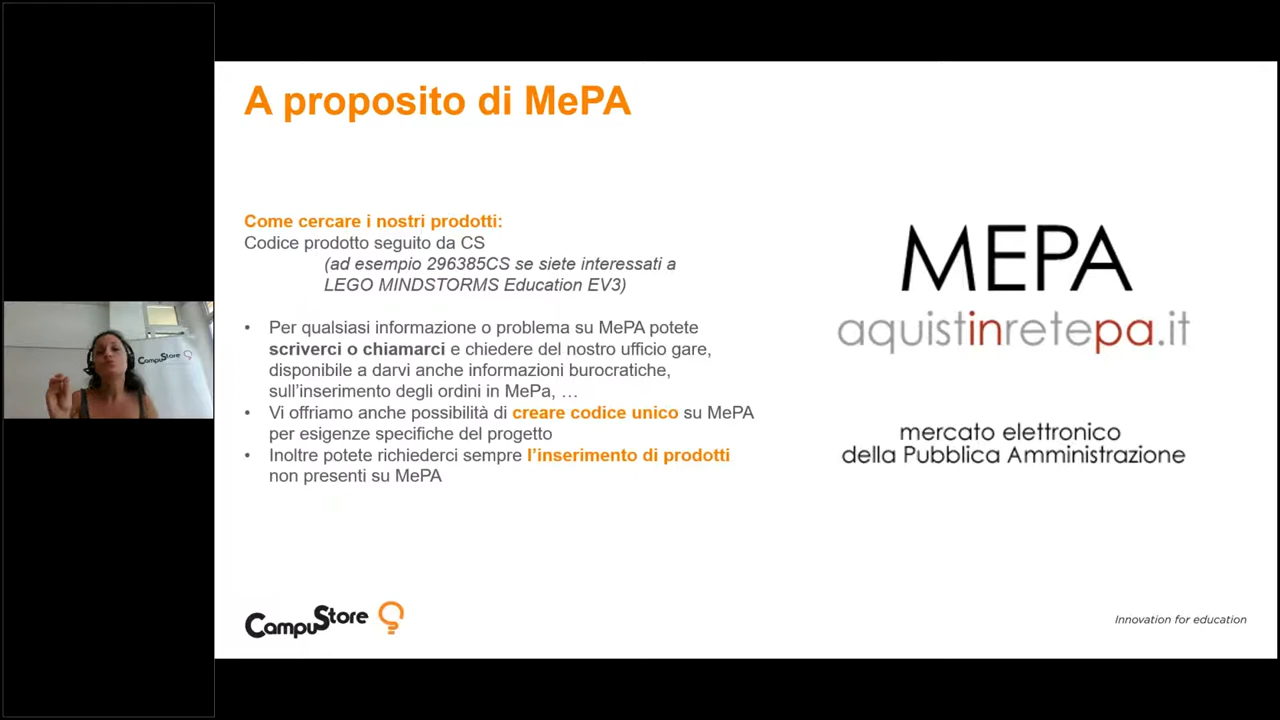 A proposito di MePA
Come cercare i nostri prodotti:
Codice prodotto seguito da CS
(ad esempio 296385CS se siete interessati a
LEGO MINDSTORMS Education EV3)
• Per qualsiasi informazione o problema su MePA potete
scriverci o chiamarci e chiedere del nostro ufficio gare,
disponibile a darvi anche informazioni burocratiche,
sull’inserimento degli ordini in MePa, …
• Vi offriamo anche possibilità di creare codice unico su MePA
per esigenze specifiche del progetto
• Inoltre potete richiederci sempre l’inserimento di prodotti
non presenti su MePA
MEPA
aquistinretepa.it
mercato elettronico
della Pubblica Amministrazione
CampuStore
CampuStore
Innovation for education